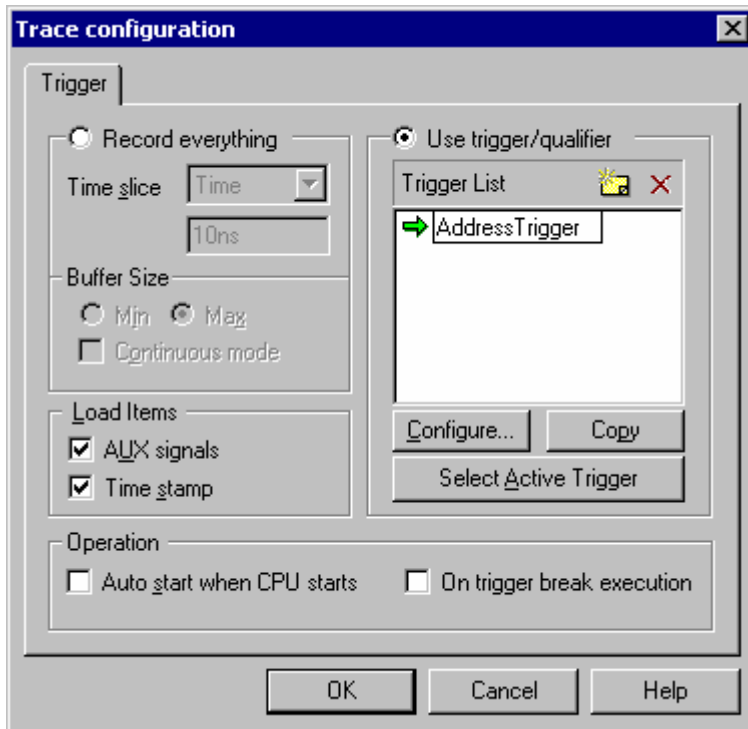 Trace configuration
Trigger
Record everything
Time slice
Time
10ns
Buffer Size
Min
Max
Continuous mode
Load Items
AUX signals
Time stamp
Use trigger/qualifier
Trigger List
AddressTrigger
Configure...
Copy
Select Active Trigger
Operation
Auto start when CPU starts
On trigger break execution
OK
Cancel
Help